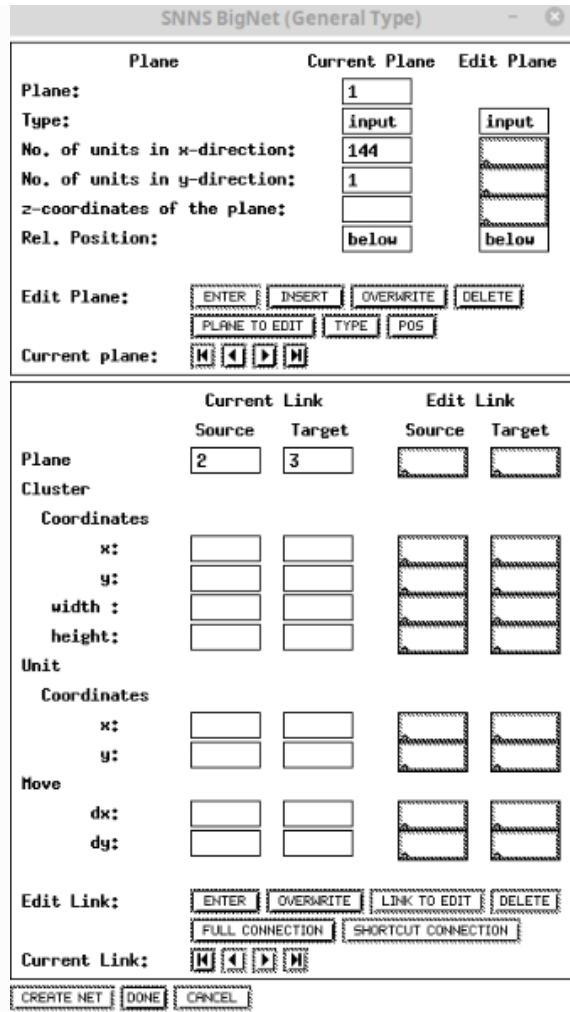 SNNS BigNet (General Type)
Plane Current Plane Edit Plane
Plane: 1
Type: input input
No. of units in x-direction: 144
No. of units in y-direction: 1
z-coordinates of the plane:
Rel. Position: below below
Edit Plane: ENTER INSERT OVERWRITE DELETE
PLANE TO EDIT TYPE POS
Current plane:
Current Link Edit Link
Source Target Source Target
Plane 2 3
Cluster
Coordinates
x:
y:
width :
height:
Unit
Coordinates
x:
y:
Move
dx:
dy:
Edit Link: ENTER OVERWRITE LINK TO EDIT DELETE
FULL CONNECTION SHORTCUT CONNECTION
Current Link:
CREATE NET DONE CANCEL